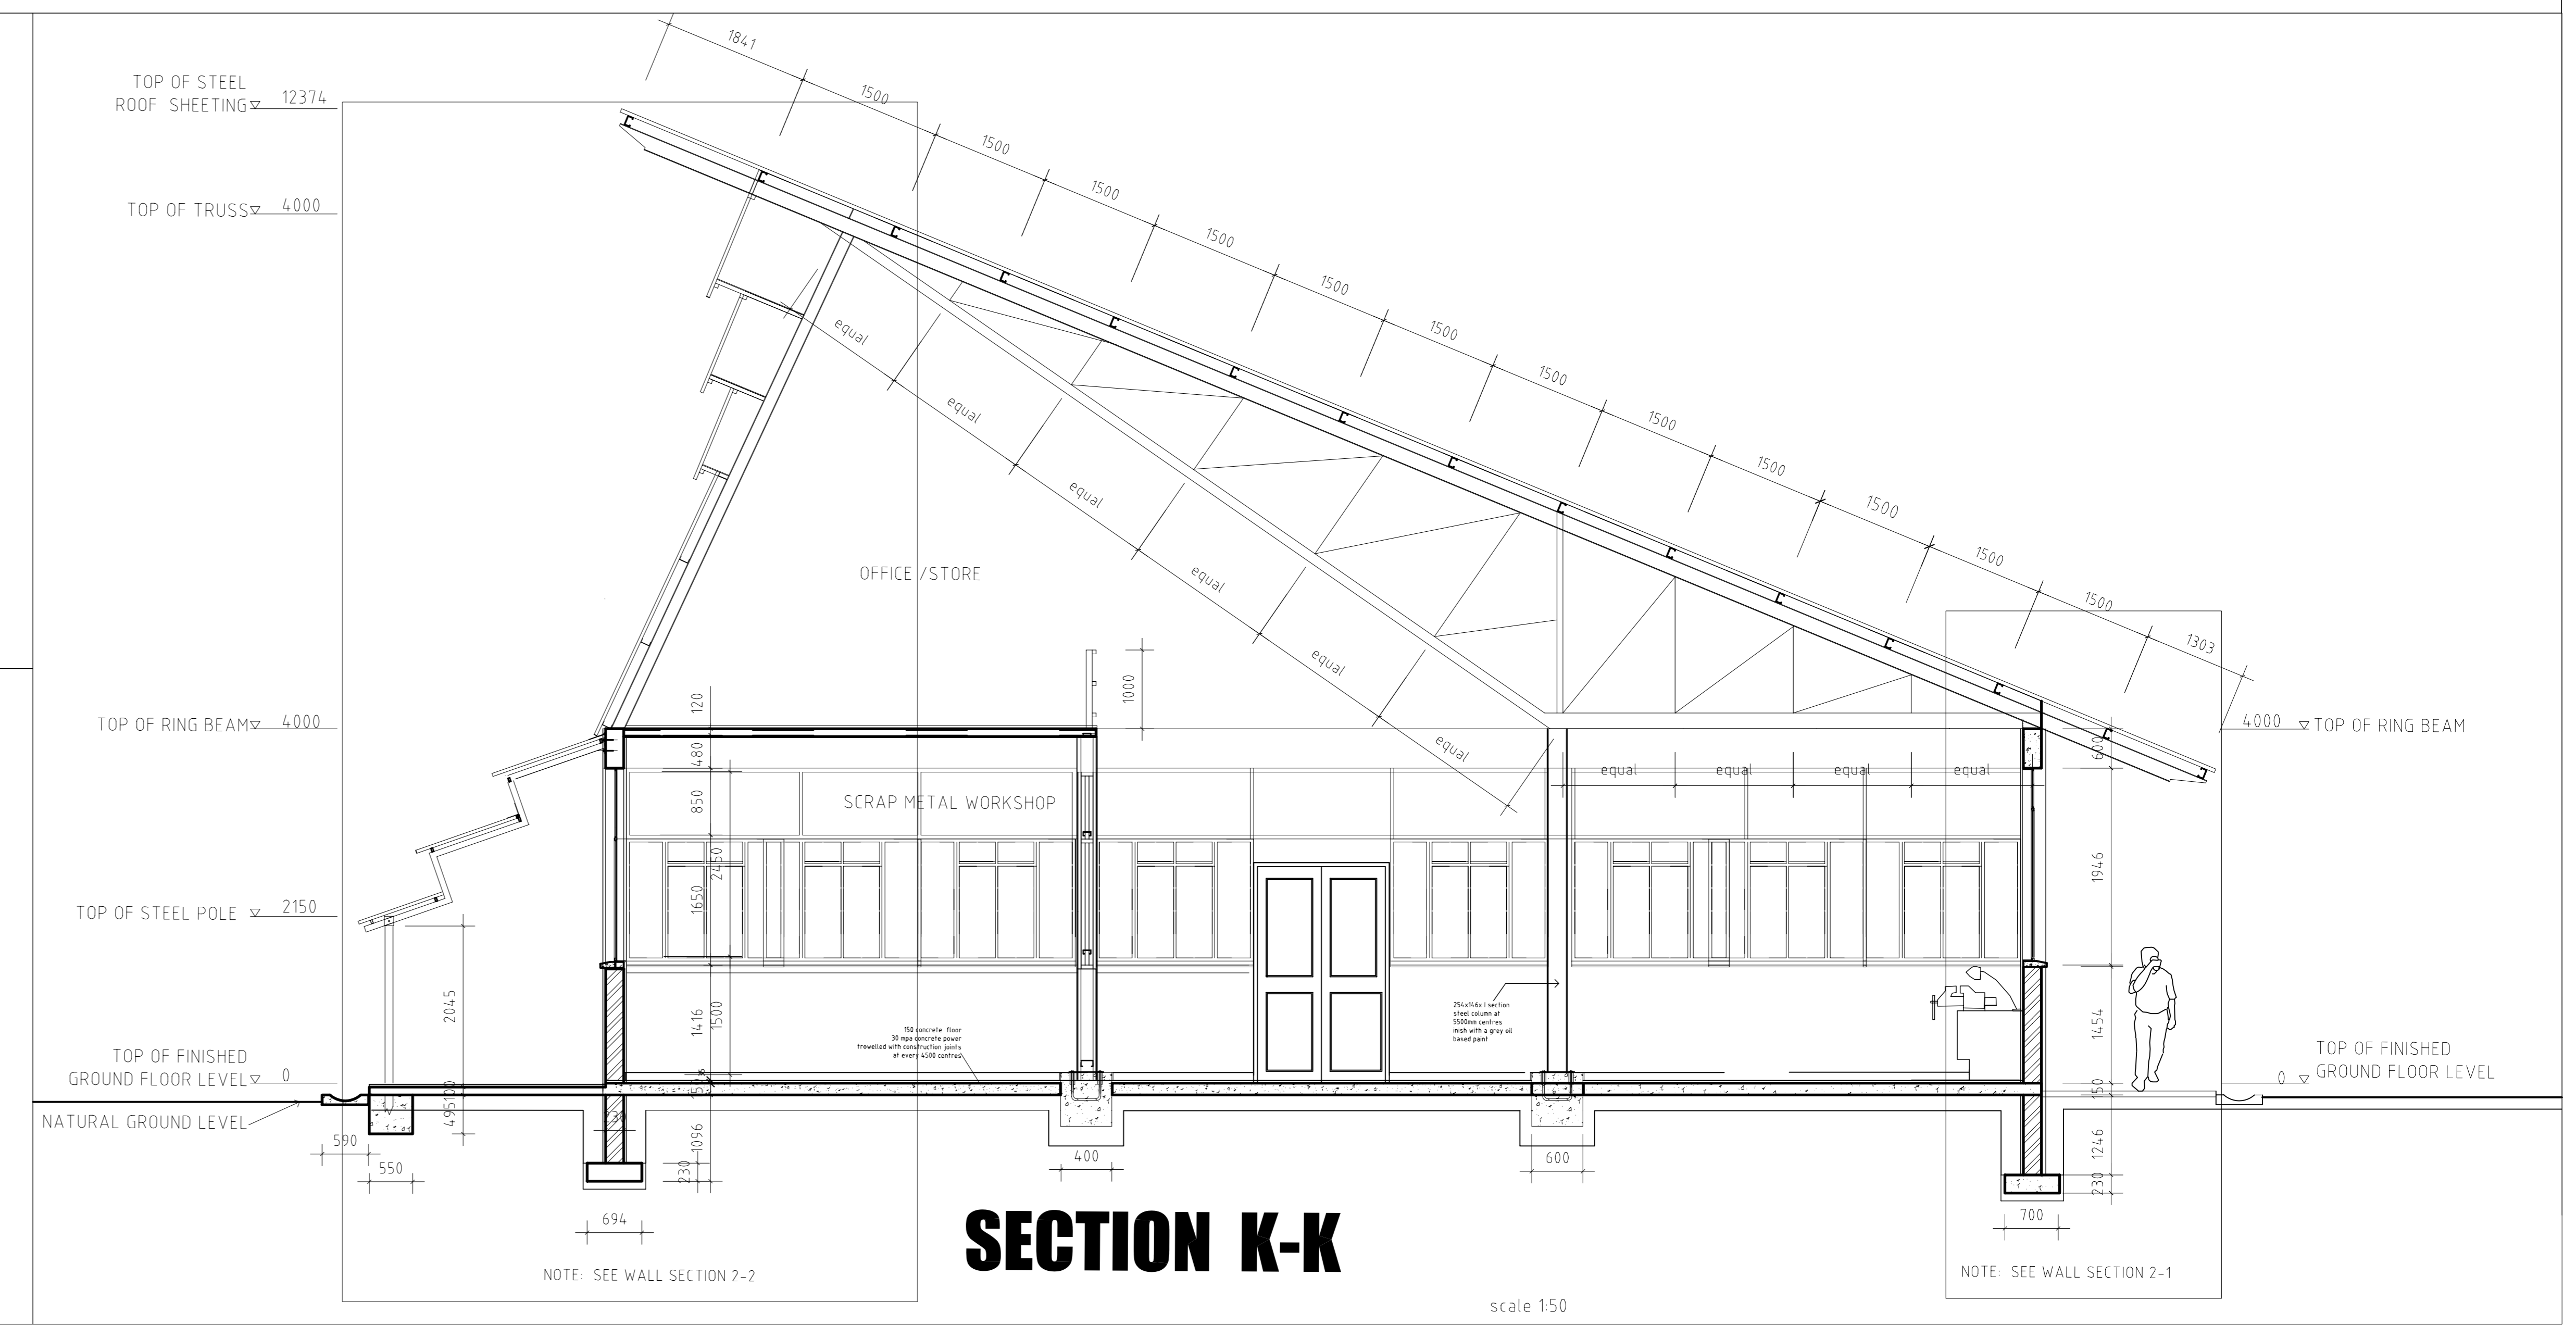 1841
1500
1500
1500
1500
1500
1500
1500
1500
1500
1500
1500
1500
1303
TOP OF STEEL
ROOF SHEETING 12374
TOP OF TRUSS 4000
equal
equal
equal
equal
equal
equal
OFFICE /STORE
1000
TOP OF RING BEAM 4000
4000 TOP OF RING BEAM
120
480
850
2450
1650
1416
1500
SCRAP METAL WORKSHOP
equal
equal
equal
equal
600
1946
1454
150
1246
230
TOP OF STEEL POLE 2150
2045
100
495
254x146x I section
steel column at
5500mm centres
inish with a grey oil
based paint
150 concrete floor
30 mpa concrete power
trowelled with construction joints
at every 4500 centres
TOP OF FINISHED
GROUND FLOOR LEVEL 0
TOP OF FINISHED
0 GROUND FLOOR LEVEL
NATURAL GROUND LEVEL
590
550
1096
230
694
400
600
700
SECTION K-K
NOTE: SEE WALL SECTION 2-2
NOTE: SEE WALL SECTION 2-1
scale 1:50